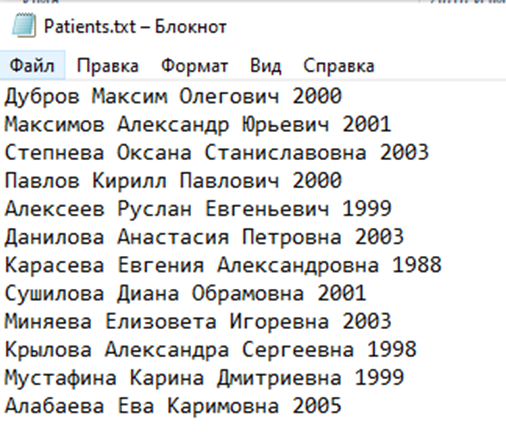 Patients.txt – Блокнот
Файл Правка Формат Вид Справка
Дубров Максим Олегович 2000
Максимов Александр Юрьевич 2001
Степнева Оксана Станиславовна 2003
Павлов Кирилл Павлович 2000
Алексеев Руслан Евгеньевич 1999
Данилова Анастасия Петровна 2003
Карасева Евгения Александровна 1988
Сушилова Диана Обрамовна 2001
Миняева Елизовета Игоревна 2003
Крылова Александра Сергеевна 1998
Мустафина Карина Дмитриевна 1999
Алабаева Ева Каримовна 2005